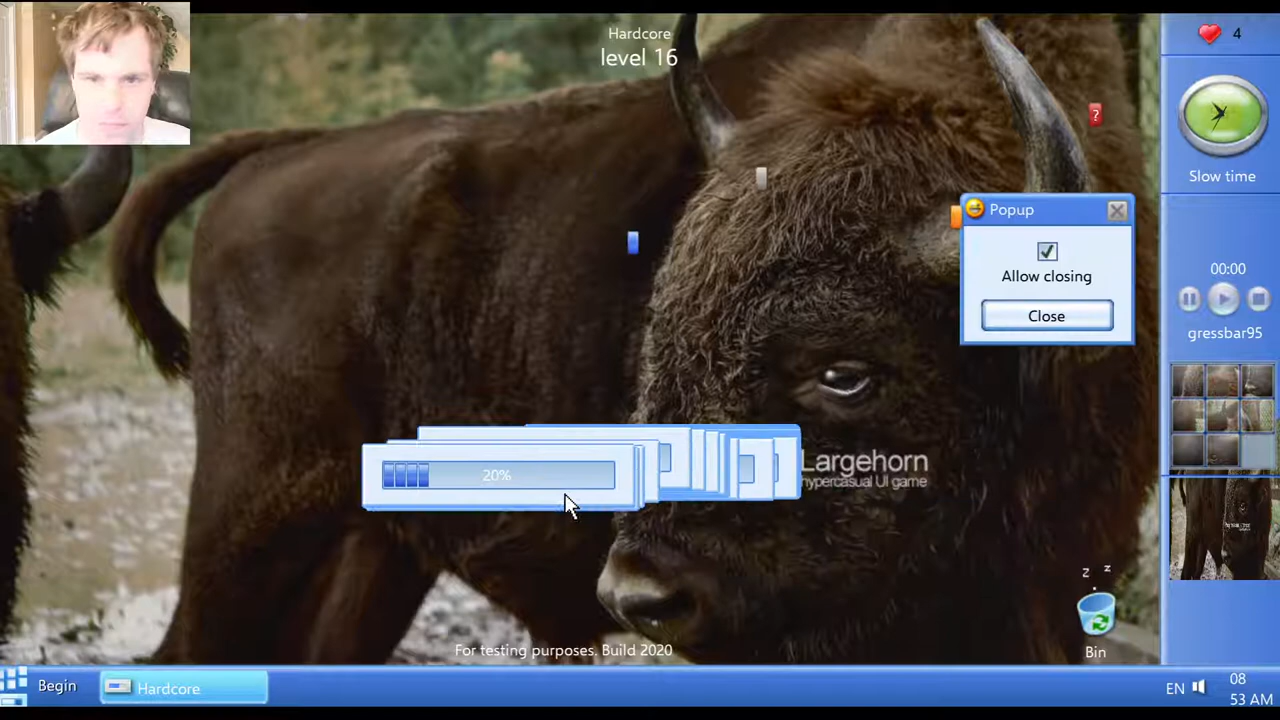 Hardcore
level 16
4
?
Slow time
Popup
Allow closing
Close
00:00
gressbar95
20%
Largehorn
hypercasual UI game
z z
Bin
For testing purposes. Build 2020
Begin
Hardcore
EN
08
53 AM